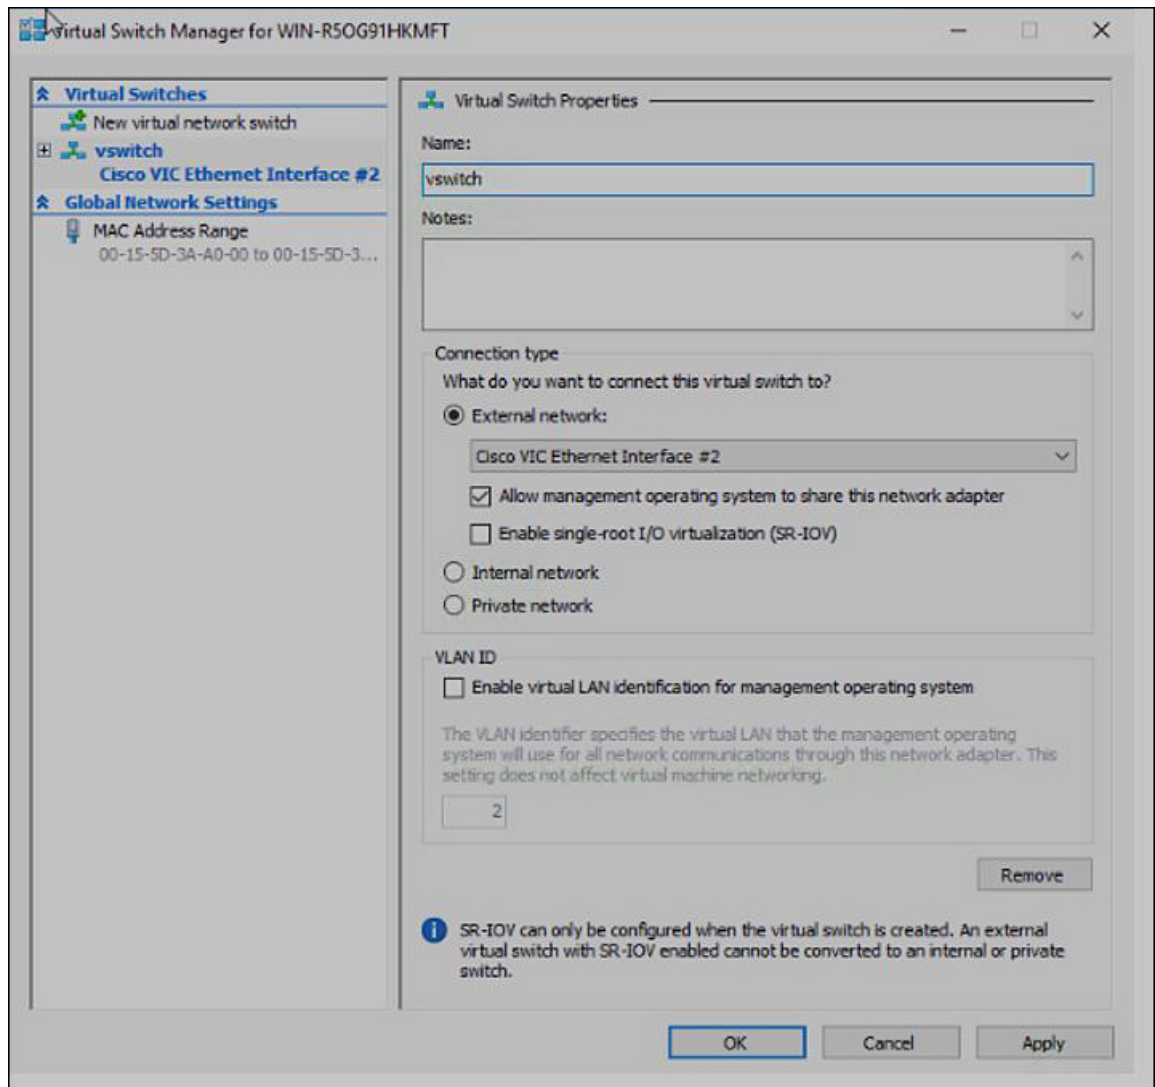 Virtual Switch Manager for WIN-R5OG91HKMFT
Virtual Switches
New virtual network switch
vswitch
Cisco VIC Ethernet Interface #2
Global Network Settings
MAC Address Range
00-15-5D-3A-A0-00 to 00-15-5D-3...
Virtual Switch Properties
Name:
vswitch
Notes:
Connection type
What do you want to connect this virtual switch to?
External network:
Cisco VIC Ethernet Interface #2
Allow management operating system to share this network adapter
Enable single-root I/O virtualization (SR-IOV)
Internal network
Private network
VLAN ID
Enable virtual LAN identification for management operating system
The VLAN identifier specifies the virtual LAN that the management operating
system will use for all network communications through this network adapter. This
setting does not affect virtual machine networking.
2
Remove
SR-IOV can only be configured when the virtual switch is created. An external
virtual switch with SR-IOV enabled cannot be converted to an internal or private
switch.
OK
Cancel
Apply